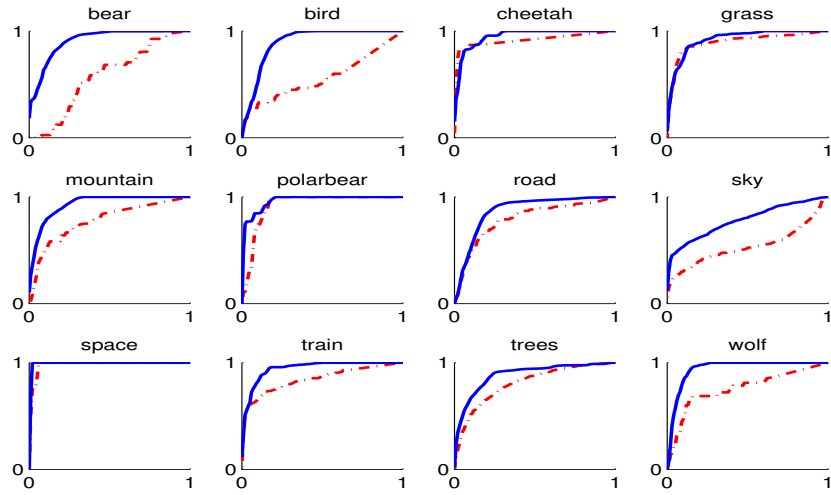 bear bird cheetah grass
1 1 1 1
0 0 0 0
0 1 0 1 0 1 0 1
mountain polarbear road sky
1 1 1 1
0 0 0 0
0 1 0 1 0 1 0 1
space train trees wolf
1 1 1 1
0 0 0 0
0 1 0 1 0 1 0 1